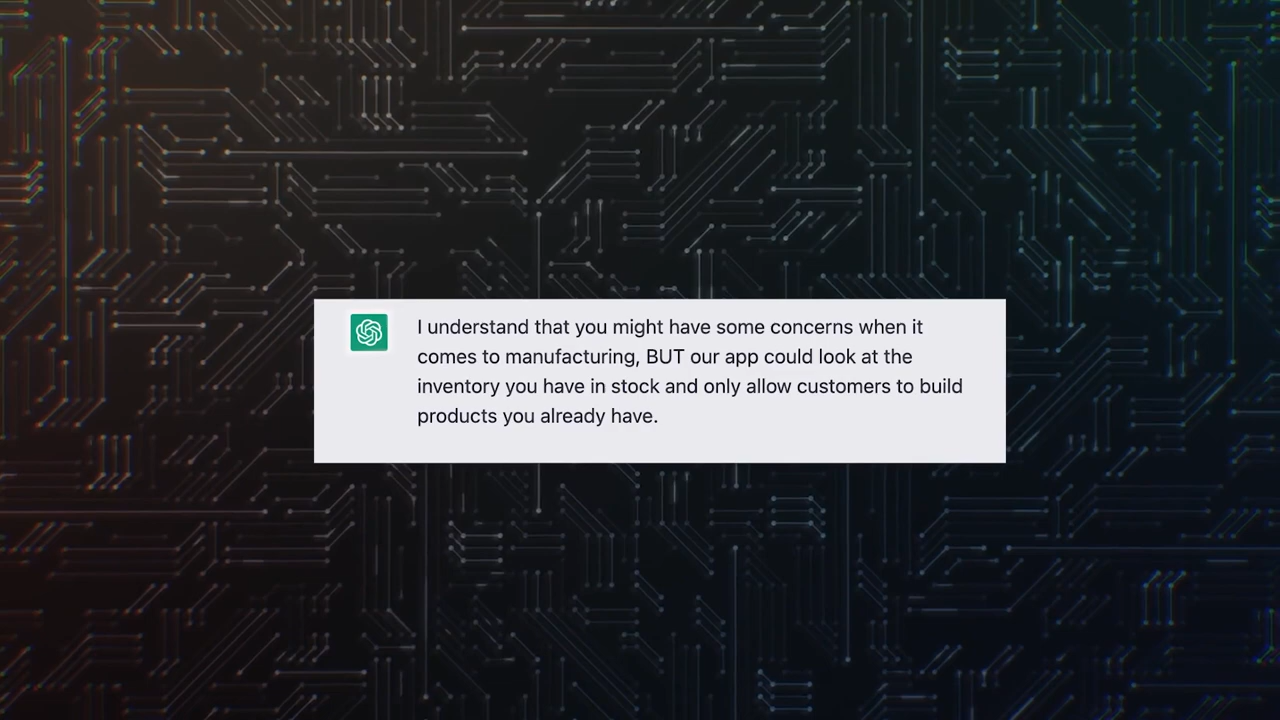 I understand that you might have some concerns when it
comes to manufacturing, BUT our app could look at the
inventory you have in stock and only allow customers to build
products you already have.